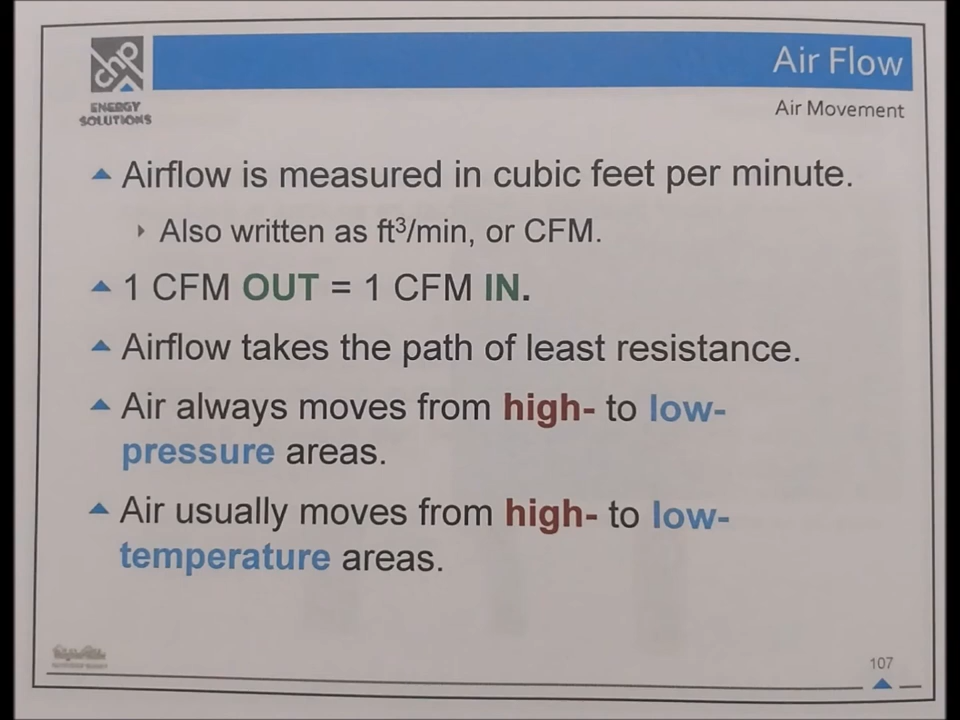 Air Flow
chp
ENERGY
SOLUTIONS
Air Movement
Airflow is measured in cubic feet per minute.
Also written as ft³/min, or CFM.
1 CFM OUT = 1 CFM IN.
Airflow takes the path of least resistance.
Air always moves from high- to low-
pressure areas.
Air usually moves from high- to low-
temperature areas.
107